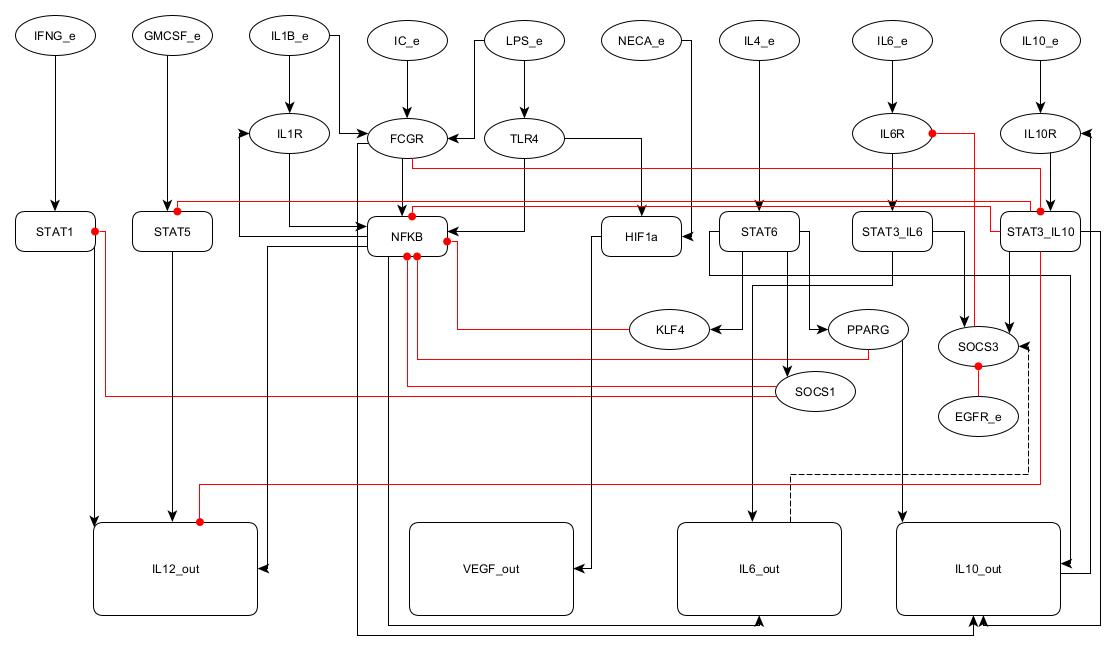 IFNG_e
GMCSF_e
IL1B_e
IC_e
LPS_e
NECA_e
IL4_e
IL6_e
IL10_e
IL1R
FCGR
TLR4
IL6R
IL10R
STAT1
STAT5
NFKB
HIF1a
STAT6
STAT3_IL6
STAT3_IL10
KLF4
PPARG
SOCS3
SOCS1
EGFR_e
IL12_out
VEGF_out
IL6_out
IL10_out